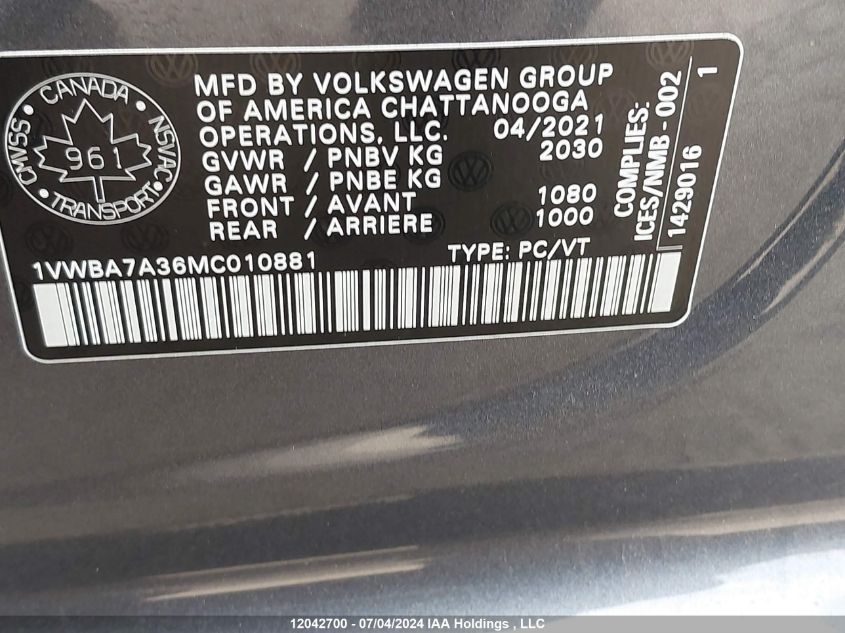 CANADA
SSMVC 961 NSVAC
TRANSPORT
MFD BY VOLKSWAGEN GROUP
OF AMERICA CHATTANOOGA
OPERATIONS, LLC. 04/2021
GVWR / PNBV KG 2030
GAWR / PNBE KG
FRONT / AVANT 1080
REAR / ARRIERE 1000
1VWBA7A36MC010881 TYPE: PC/VT
COMPLIES:
ICES/NMB-002
1429016 1
12042700 - 07/04/2024 IAA Holdings , LLC